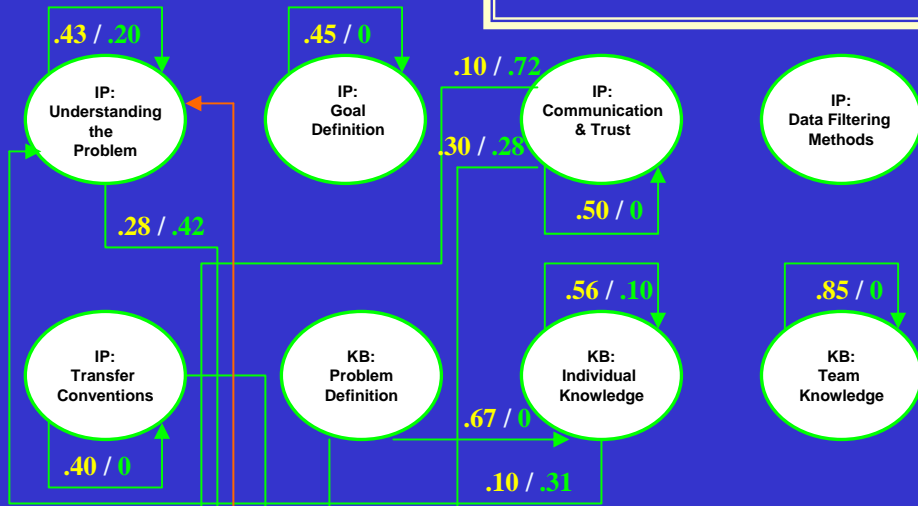 .43 / .20
.45 / 0
.10 / .72
IP:
Understanding
the
Problem
IP:
Goal
Definition
IP:
Communication
& Trust
IP:
Data Filtering
Methods
.30 / .28
.50 / 0
.28 / .42
.56 / .10
.85 / 0
IP:
Transfer
Conventions
KB:
Problem
Definition
KB:
Individual
Knowledge
KB:
Team
Knowledge
.67 / 0
.40 / 0
.10 / .31